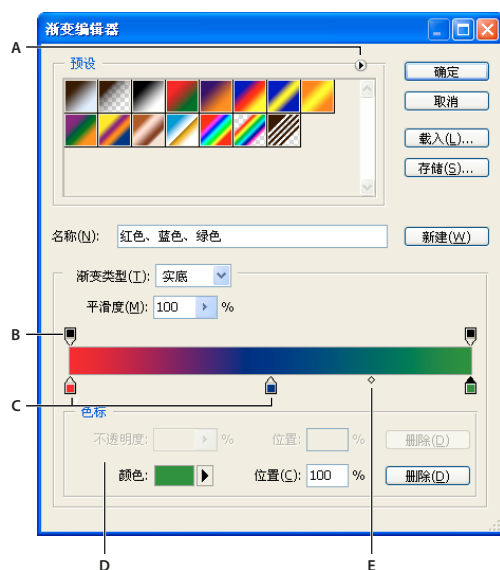 渐变编辑器
A
预设
确定
取消
载入(L)...
存储(S)...
名称(N): 红色、蓝色、绿色 新建(W)
渐变类型(T): 实底
平滑度(M): 100 %
B
C
色标
不透明度: % 位置: % 删除(D)
颜色: 位置(C): 100 % 删除(D)
D E